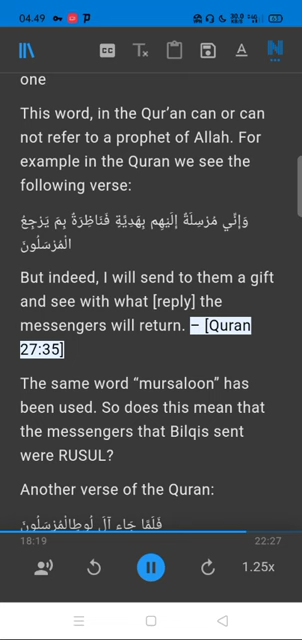 04.49
CC
one
This word, in the Qur'an can or can
not refer to a prophet of Allah. For
example in the Quran we see the
following verse:
وَإِنِّي مُرْسِلَةٌ إِلَيْهِم بِهَدِيَّةٍ فَنَاظِرَةٌ بِمَ يَرْجِعُ
الْمُرْسَلُونَ
But indeed, I will send to them a gift
and see with what [reply] the
messengers will return. – [Quran
27:35]
The same word “mursaloon” has
been used. So does this mean that
the messengers that Bilqis sent
were RUSUL?
Another verse of the Quran:
فَلَمَّا جَاء آلَ لُوطٍالْمُرْسَلُونَ
18:19 22:27
1.25x